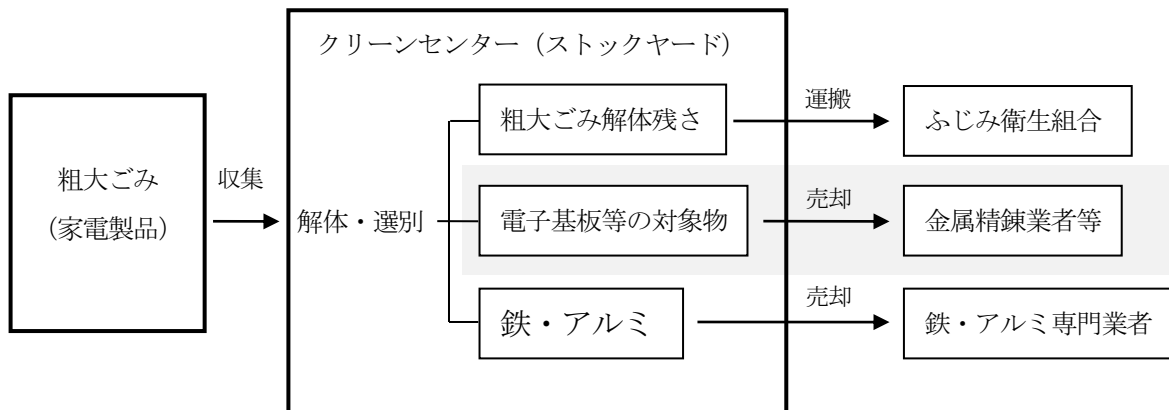 クリーンセンター（ストックヤード）
粗大ごみ
（家電製品）
収集
解体・選別
粗大ごみ解体残さ
運搬
ふじみ衛生組合
電子基板等の対象物
売却
金属精錬業者等
鉄・アルミ
売却
鉄・アルミ専門業者